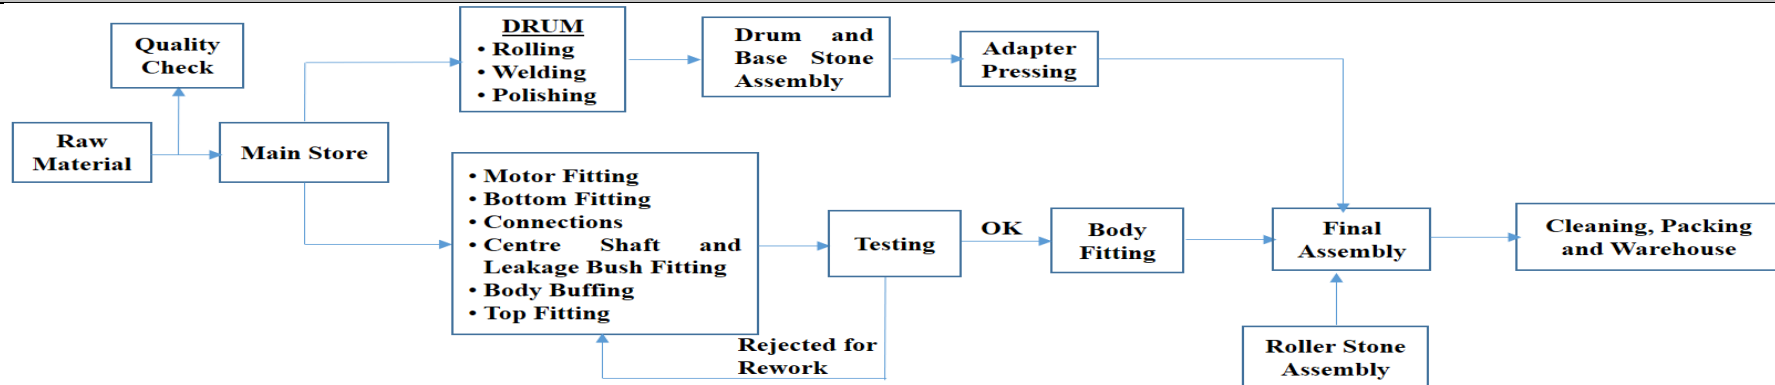 Quality
Check
Raw
Material
Main Store
DRUM
• Rolling
• Welding
• Polishing
Drum and
Base Stone
Assembly
Adapter
Pressing
• Motor Fitting
• Bottom Fitting
• Connections
• Centre Shaft and
Leakage Bush Fitting
• Body Buffing
• Top Fitting
Testing
Rejected for
Rework
OK
Body
Fitting
Final
Assembly
Roller Stone
Assembly
Cleaning, Packing
and Warehouse